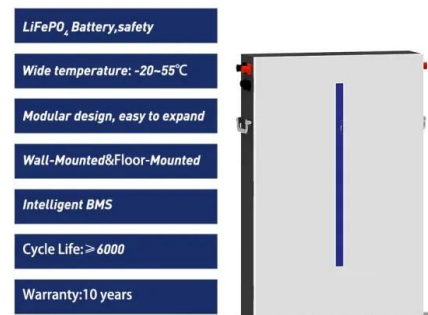 LiFePO₄ Battery,safety
Wide temperature: -20~55℃
Modular design, easy to expand
Wall-Mounted&Floor-Mounted
Intelligent BMS
Cycle Life:≥6000
Warranty:10 years